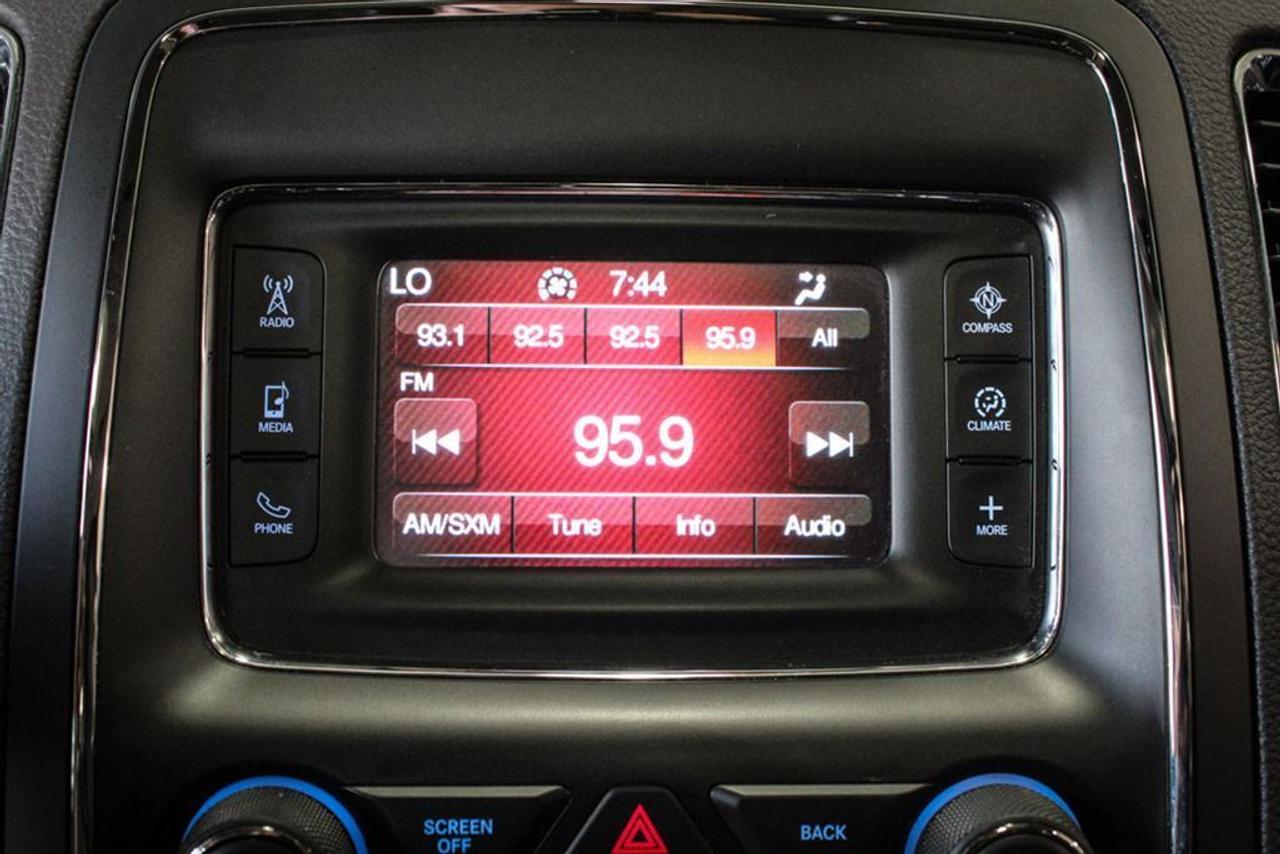 LO 7:44
93.1 92.5 92.5 95.9 All
FM
95.9
AM/SXM Tune Info Audio
RADIO
MEDIA
PHONE
N
COMPASS
CLIMATE
MORE
SCREEN
OFF
BACK